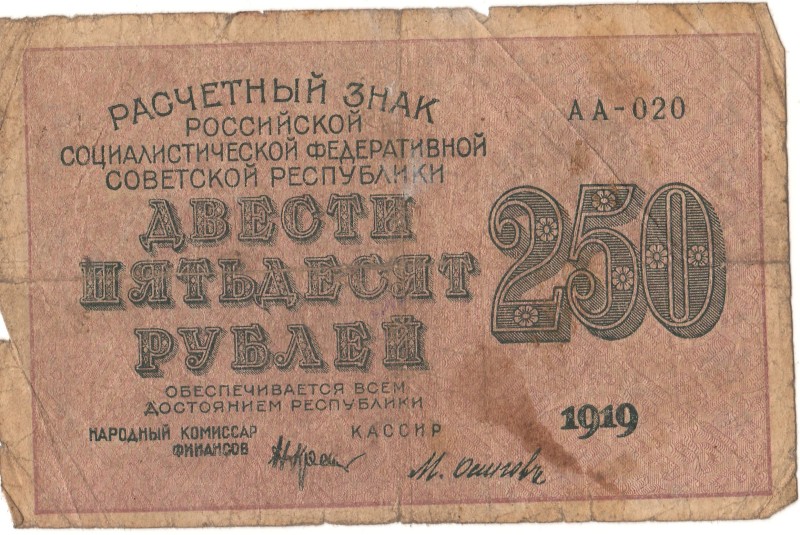 РАСЧЕТНЫЙ ЗНАК
РОССИЙСКОЙ
СОЦИАЛИСТИЧЕСКОЙ ФЕДЕРАТИВНОЙ
СОВЕТСКОЙ РЕСПУБЛИКИ
АА-020
ДВЕСТИ
ПЯТЬДЕСЯТ
РУБЛЕЙ
250
ОБЕСПЕЧИВАЕТСЯ ВСЕМ
ДОСТОЯНИЕМ РЕСПУБЛИКИ
НАРОДНЫЙ КОМИССАР
ФИНАНСОВ
КАССИР
1919
М. Осиповъ